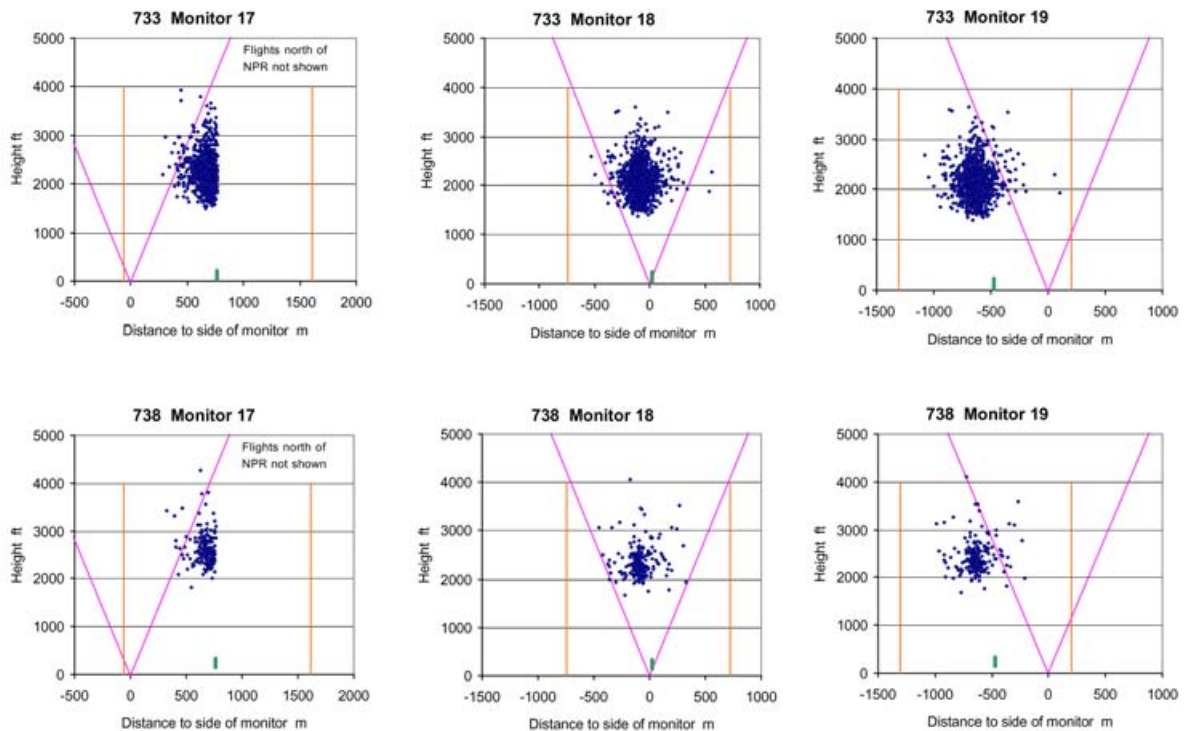 733 Monitor 17
5000
4000
3000
2000
1000
0
Height ft
Flights north of
NPR not shown
-500 0 500 1000 1500 2000
Distance to side of monitor m
733 Monitor 18
5000
4000
3000
2000
1000
0
Height ft
-1500 -1000 -500 0 500 1000
Distance to side of monitor m
733 Monitor 19
5000
4000
3000
2000
1000
0
Height ft
-1500 -1000 -500 0 500 1000
Distance to side of monitor m
738 Monitor 17
5000
4000
3000
2000
1000
0
Height ft
Flights north of
NPR not shown
-500 0 500 1000 1500 2000
Distance to side of monitor m
738 Monitor 18
5000
4000
3000
2000
1000
0
Height ft
-1500 -1000 -500 0 500 1000
Distance to side of monitor m
738 Monitor 19
5000
4000
3000
2000
1000
0
Height ft
-1500 -1000 -500 0 500 1000
Distance to side of monitor m